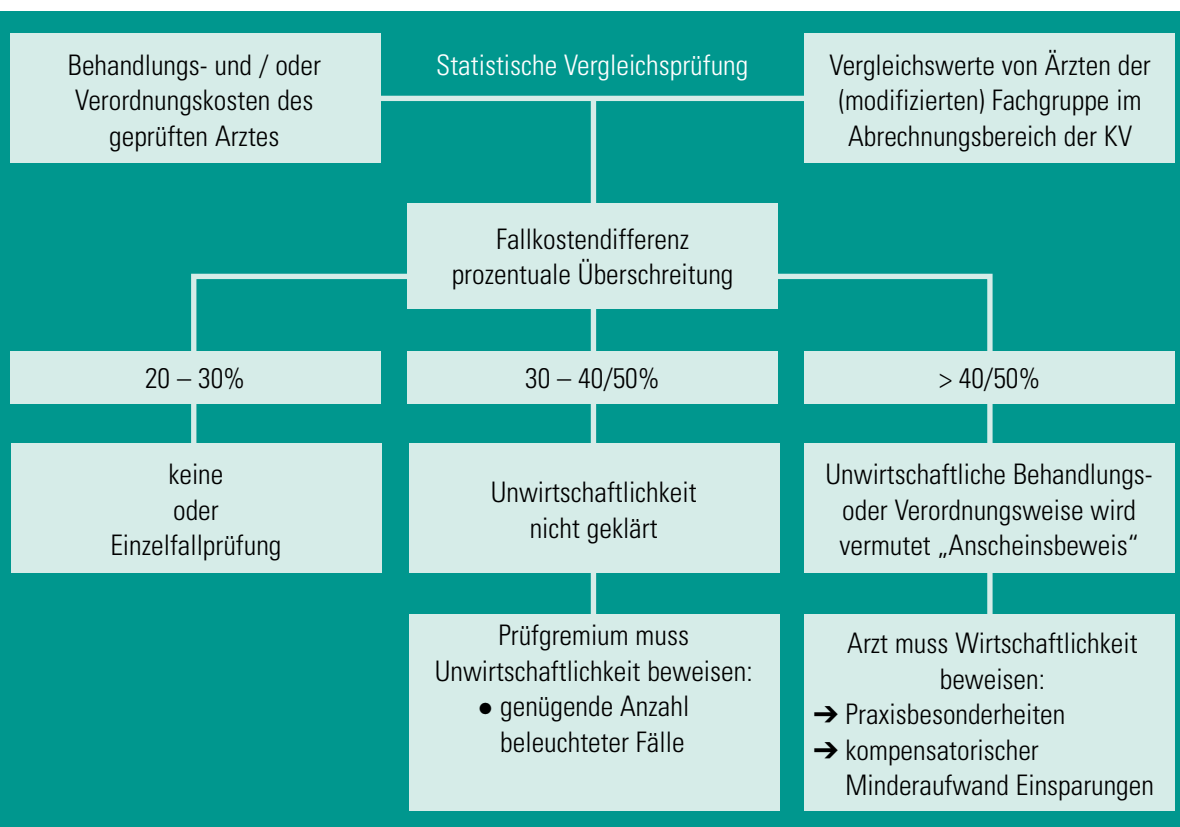 Behandlungs- und / oder
Verordnungskosten des
geprüften Arztes
Statistische Vergleichsprüfung
Vergleichswerte von Ärzten der
(modifizierten) Fachgruppe im
Abrechnungsbereich der KV
Fallkostendifferenz
prozentuale Überschreitung
20 – 30%
30 – 40/50%
> 40/50%
keine
oder
Einzelfallprüfung
Unwirtschaftlichkeit
nicht geklärt
Unwirtschaftliche Behandlungs-
oder Verordnungsweise wird
vermutet „Anscheinsbeweis“
Prüfgremium muss
Unwirtschaftlichkeit beweisen:
● genügende Anzahl
beleuchteter Fälle
Arzt muss Wirtschaftlichkeit
beweisen:
➔ Praxisbesonderheiten
➔ kompensatorischer
Minderaufwand Einsparungen